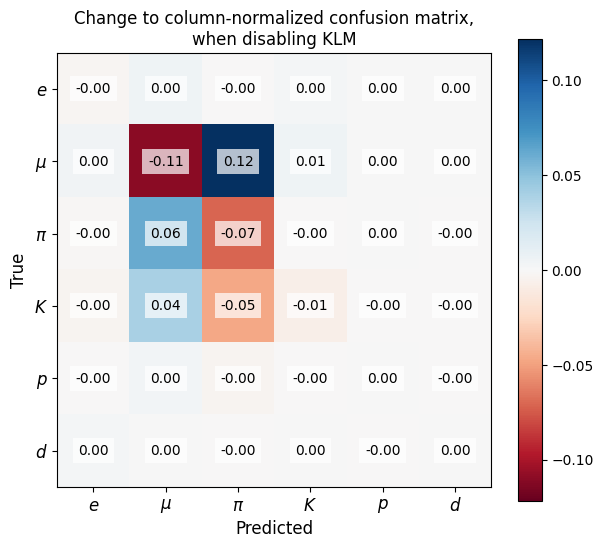 Change to column-normalized confusion matrix,
when disabling KLM
e -0.00 0.00 -0.00 0.00 0.00 0.00
μ 0.00 -0.11 0.12 0.01 0.00 0.00
π -0.00 0.06 -0.07 -0.00 0.00 -0.00
K -0.00 0.04 -0.05 -0.01 -0.00 -0.00
p -0.00 0.00 -0.00 -0.00 0.00 -0.00
d 0.00 0.00 -0.00 0.00 -0.00 0.00
e μ π K p d
Predicted
True
0.10
0.05
0.00
−0.05
−0.10